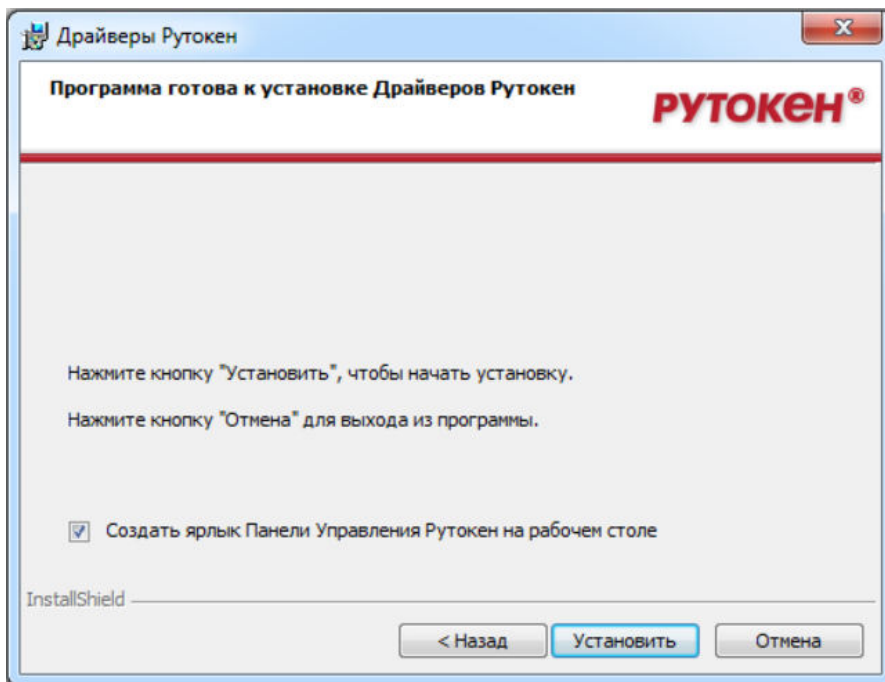 Драйверы Рутокен
Программа готова к установке Драйверов Рутокен
РУТОКЕН®
Нажмите кнопку "Установить", чтобы начать установку.
Нажмите кнопку "Отмена" для выхода из программы.
Создать ярлык Панели Управления Рутокен на рабочем столе
InstallShield
< Назад
Установить
Отмена